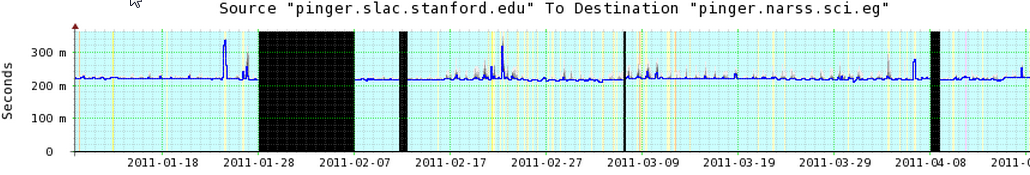 Source "pinger.slac.stanford.edu" To Destination "pinger.narss.sci.eg"
Seconds
300 m
200 m
100 m
0
2011-01-18 2011-01-28 2011-02-07 2011-02-17 2011-02-27 2011-03-09 2011-03-19 2011-03-29 2011-04-08 2011-0